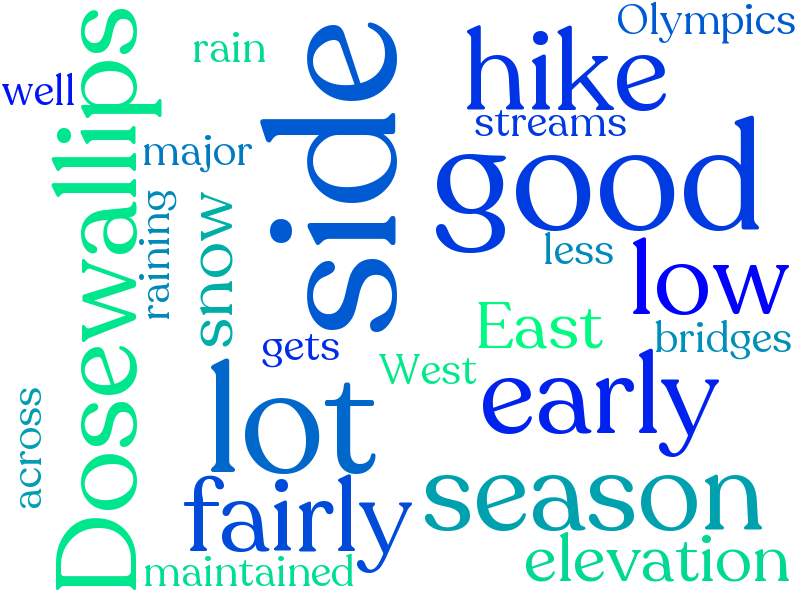 Olympics
rain
hike
side
Dosewallips
well
streams
major
good
raining
snow
less
low
East
bridges
gets
West
early
lot
across
season
fairly
elevation
maintained